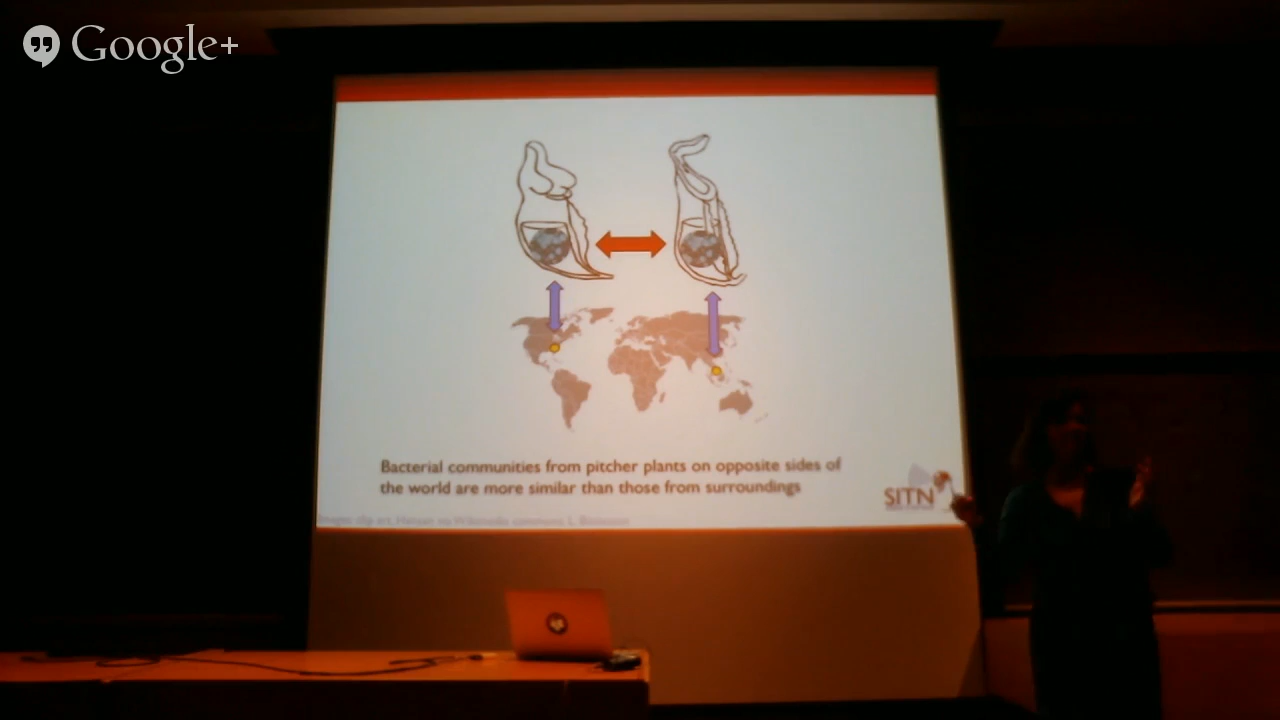 Google+
Bacterial communities from pitcher plants on opposite sides of
the world are more similar than those from surroundings
SITN